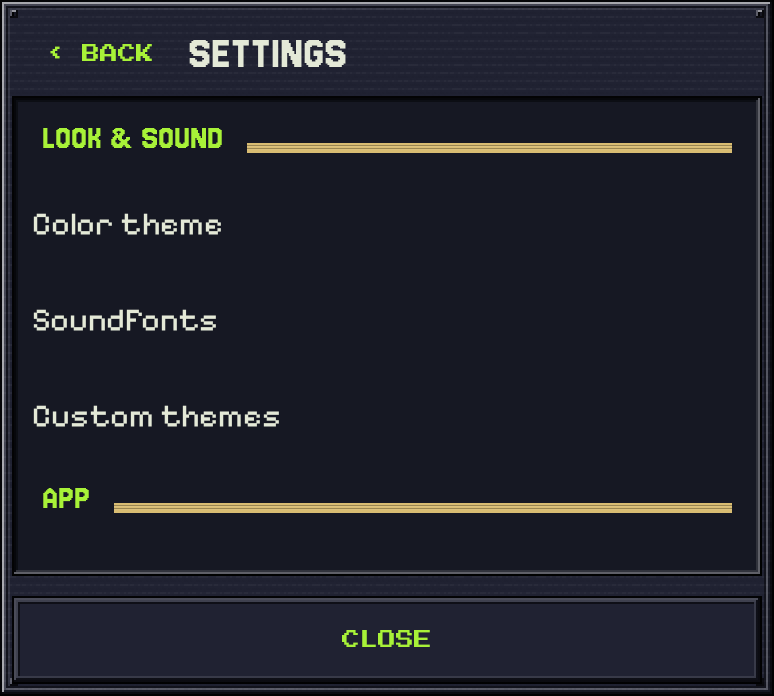 < BACK SETTINGS
LOOK & SOUND
Color theme
SoundFonts
Custom themes
APP
CLOSE